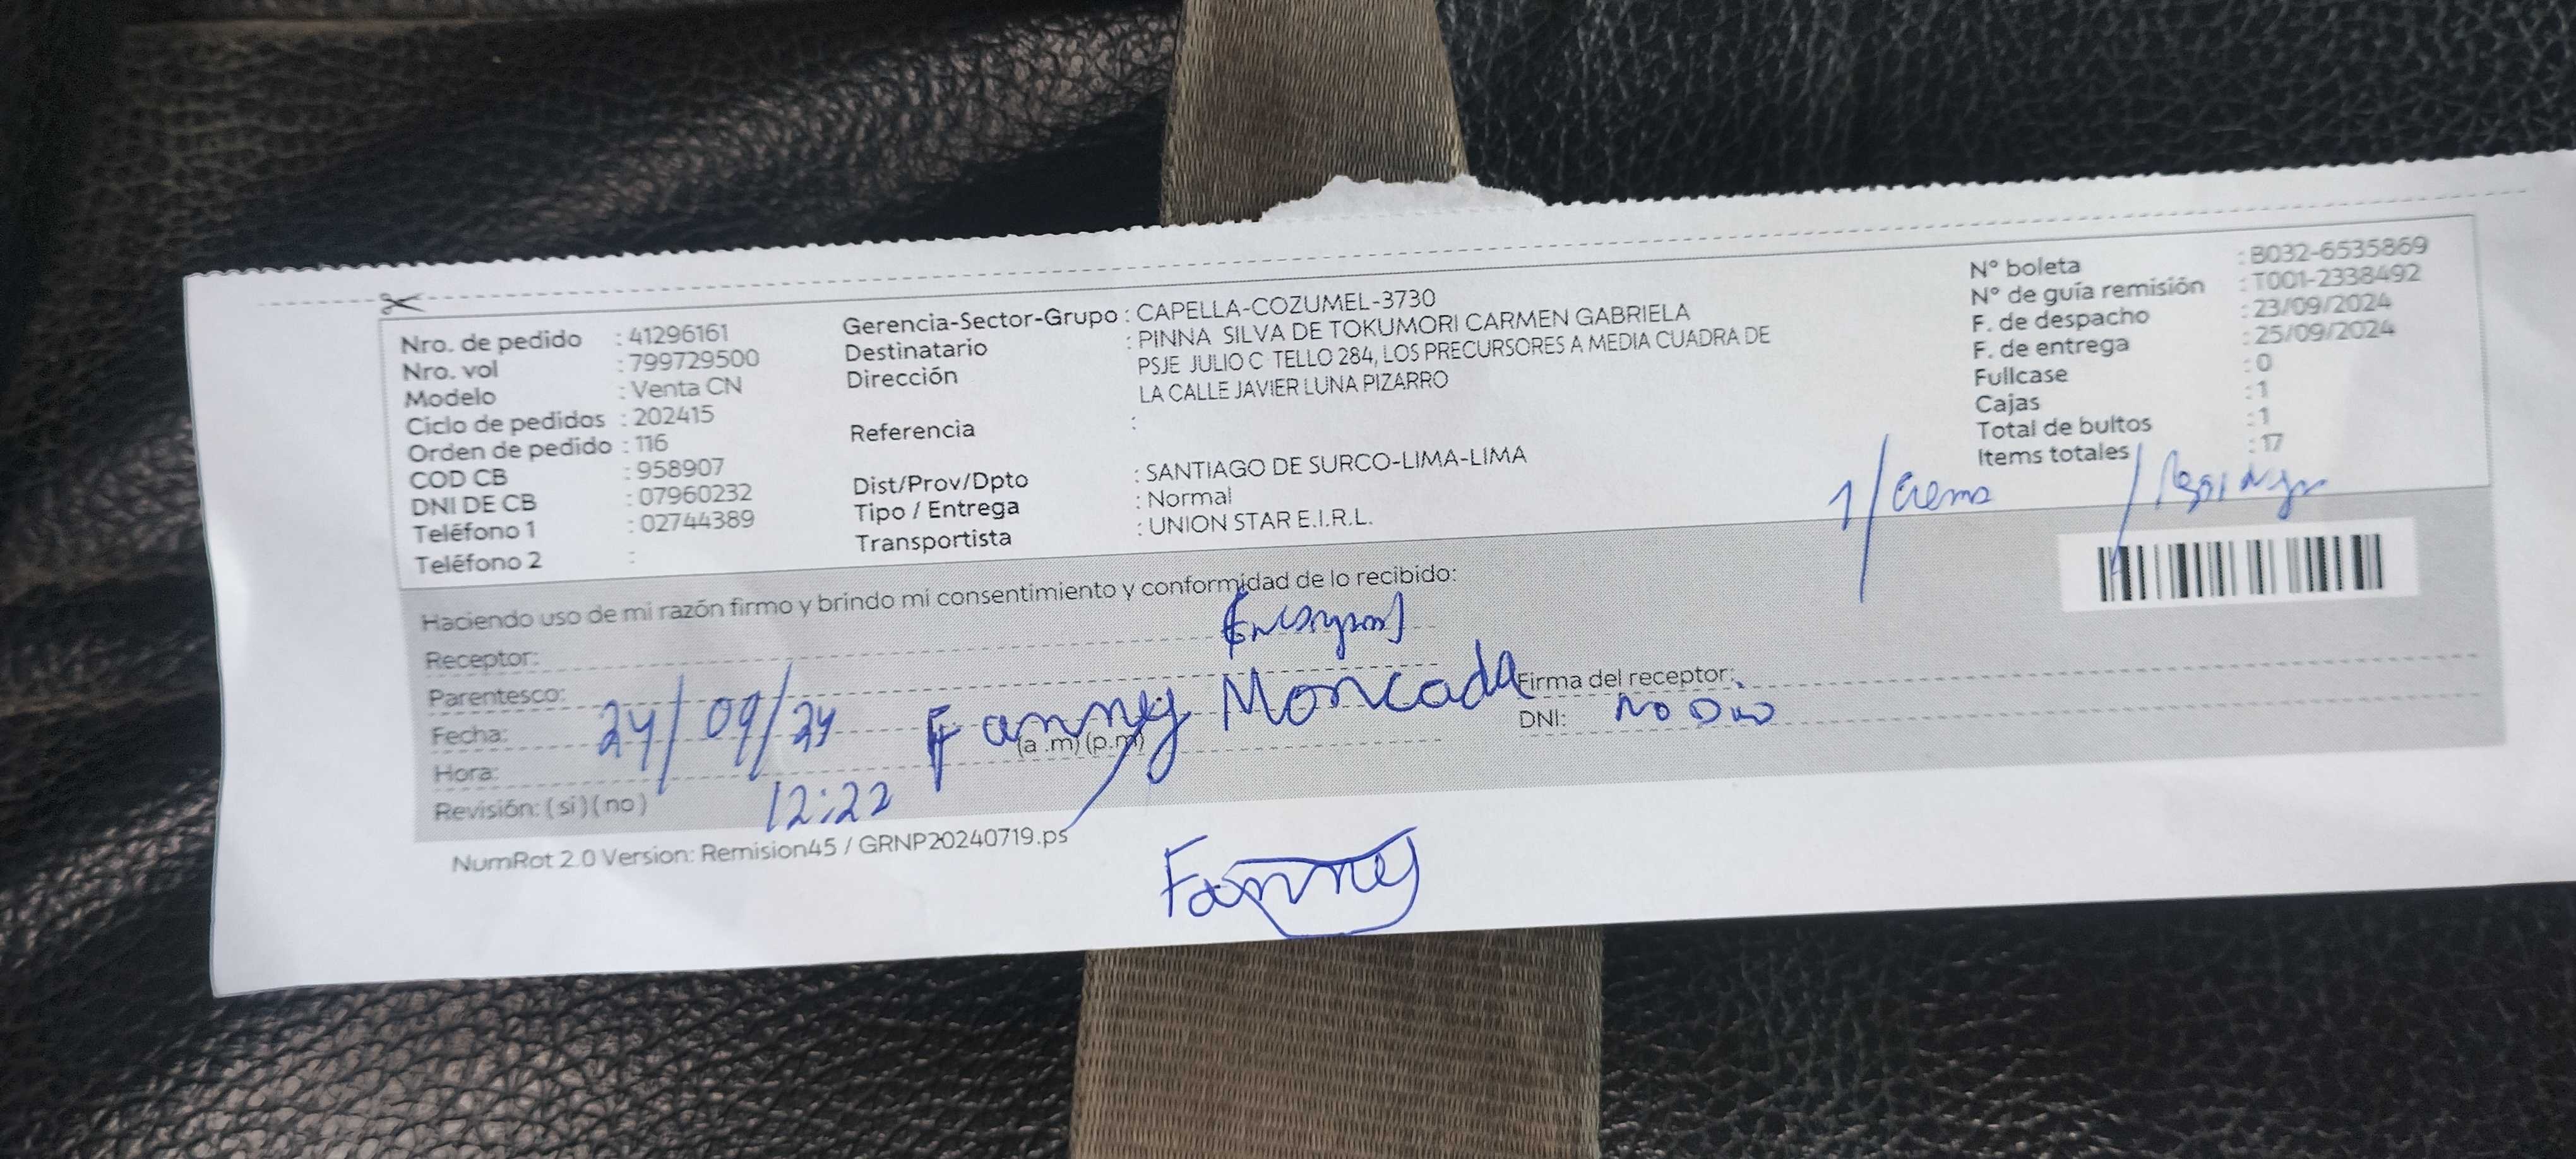 Nro. de pedido : 41296161
Nro. vol : 799729500
Modelo : Venta CN
Ciclo de pedidos : 202415
Orden de pedido : 116
COD CB : 958907
DNI DE CB : 07960232
Teléfono 1 : 02744389
Teléfono 2 :
Gerencia-Sector-Grupo : CAPELLA-COZUMEL-3730
Destinatario : PINNA SILVA DE TOKUMORI CARMEN GABRIELA
Dirección PSJE JULIO C TELLO 284, LOS PRECURSORES A MEDIA CUADRA DE
LA CALLE JAVIER LUNA PIZARRO
Referencia :
Dist/Prov/Dpto : SANTIAGO DE SURCO-LIMA-LIMA
Tipo / Entrega : Normal
Transportista : UNION STAR E.I.R.L.
N° boleta : B032-6535869
N° de guía remisión : T001-2338492
F. de despacho : 23/09/2024
F. de entrega : 25/09/2024
Fullcase : 0
Cajas : 1
Total de bultos : 1
Items totales : 17
1/crema
Haciendo uso de mi razón firmo y brindo mi consentimiento y conformidad de lo recibido:
Receptor:
Parentesco:
Fecha: 24/09/24 Fanney Moncada
Hora: 12:22 (a .m) (p.m)
Revisión: ( si ) ( no )
Firma del receptor:
DNI: NO DIO
NumRot 2.0 Version: Remision45 / GRNP20240719.ps
Fanney